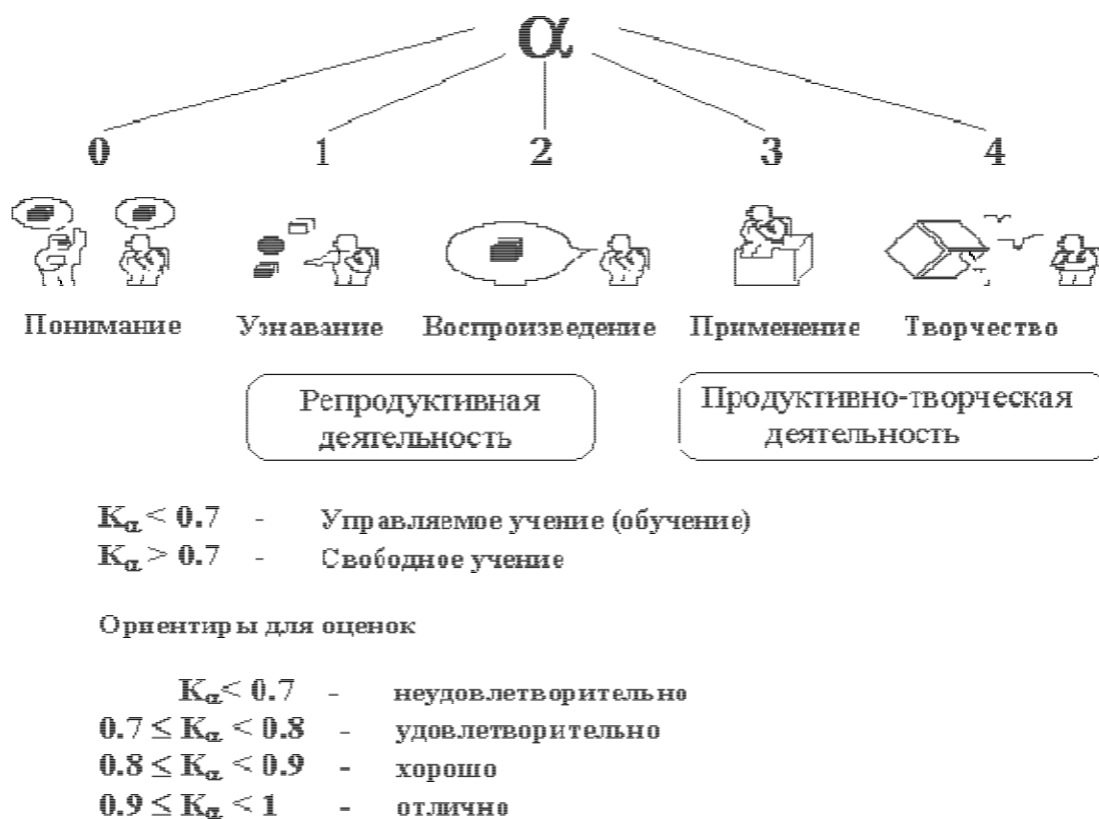 α
0 1 2 3 4
Понимание Узнавание Воспроизведение Применение Творчество
Репродуктивная
деятельность
Продуктивно-творческая
деятельность
Kα < 0.7 - Управляемое учение (обучение)
Kα > 0.7 - Свободное учение
Ориентиры для оценок
Kα < 0.7 - неудовлетворительно
0.7 ≤ Kα < 0.8 - удовлетворительно
0.8 ≤ Kα < 0.9 - хорошо
0.9 ≤ Kα < 1 - отлично